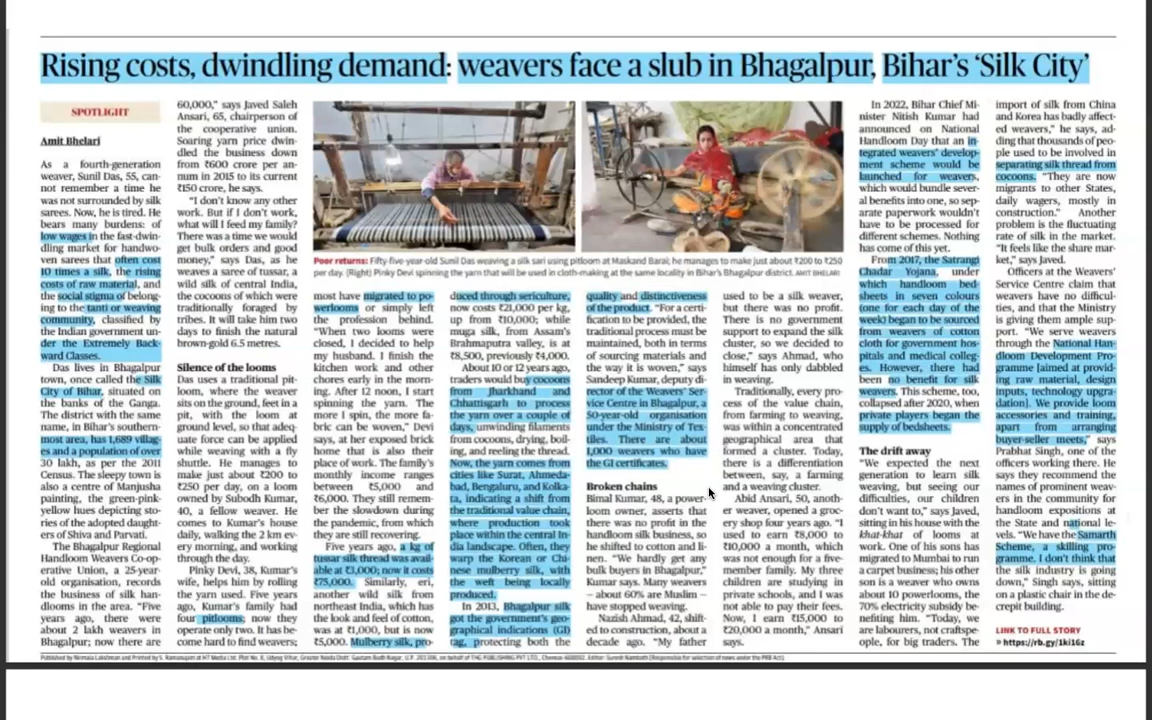 Rising costs, dwindling demand: weavers face a slub in Bhagalpur, Bihar's 'Silk City'
SPOTLIGHT
Amit Bhelari
As a fourth-generation
weaver, Sunil Das, 55, can-
not remember a time he
was not surrounded by silk
sarees. Now, he is tired. He
bears many burdens: of
low wages in the fast-dwin-
dling market for handwo-
ven sarees that often cost
10 times a silk, the rising
costs of raw material, and
the social stigma of belong-
ing to the tanti or weaving
community, classified by
the Indian government un-
der the Extremely Back-
ward Classes.
Das lives in Bhagalpur
town, once called the Silk
City of Bihar, situated on
the banks of the Ganga.
The district with the same
name, in Bihar's southern-
most area, has 1,689 villag-
es and a population of over
30 lakh, as per the 2011
Census. The sleepy town is
also a centre of Manjusha
painting, the green-pink-
yellow hues depicting sto-
ries of the adopted daught-
ers of Shiva and Parvati.
The Bhagalpur Regional
Handloom Weavers Co-op-
erative Union, a 25-year-
old organisation, records
the business of silk han-
dlooms in the area. "Five
years ago, there were
about 2 lakh weavers in
Bhagalpur; now there are
60,000," says Javed Saleh
Ansari, 65, chairperson of
the cooperative union.
Soaring yarn price dwin-
dled the business down
from ₹600 crore per an-
num in 2015 to its current
₹150 crore, he says.
"I don't know any other
work. But if I don't work,
what will I feed my family?
There was a time we would
get bulk orders and good
money," says Das, as he
weaves a saree of tussar, a
wild silk of central India,
the cocoons of which were
traditionally foraged by
tribes. It will take him two
days to finish the natural
brown-gold 6.5 metres.
Silence of the looms
Das uses a traditional pit-
loom, where the weaver
sits on the ground, feet in a
pit, with the loom at
ground level, so that adeq-
uate force can be applied
while weaving with a fly
shuttle. He manages to
make just about ₹200 to
₹250 per day, on a loom
owned by Subodh Kumar,
40, a fellow weaver. He
comes to Kumar's house
daily, walking the 2 km ev-
ery morning, and working
through the day.
Pinky Devi, 38, Kumar's
wife, helps him by rolling
the yarn used. Five years
ago, Kumar's family had
four pitlooms; now they
operate only two. It has be-
come hard to find weavers;
Poor returns: Fifty-five-year-old Sunil Das weaving a silk sari using pitloom at Maskand Barai; he manages to make just about ₹200 to ₹250
per day. (Right) Pinky Devi spinning the yarn that will be used in cloth-making at the same locality in Bihar's Bhagalpur district. AMIT BHELARI
most have migrated to po-
werlooms or simply left
the profession behind.
"When two looms were
closed, I decided to help
my husband. I finish the
kitchen work and other
chores early in the morn-
ing. After 12 noon, I start
spinning the yarn. The
more I spin, the more fa-
bric can be woven," Devi
says, at her exposed brick
home that is also their
place of work. The family's
monthly income ranges
between ₹5,000 and
₹6,000. They still remem-
ber the slowdown during
the pandemic, from which
they are still recovering.
Five years ago, a kg of
tussar silk thread was avail-
able at ₹3,000; now it costs
₹75,000. Similarly, eri,
another wild silk from
northeast India, which has
the look and feel of cotton,
was at ₹1,000, but is now
₹5,000. Mulberry silk, pro-
duced through sericulture,
now costs ₹21,000 per kg,
up from ₹10,000; while
muga silk, from Assam's
Brahmaputra valley, is at
₹8,500, previously ₹4,000.
About 10 or 12 years ago,
traders would buy cocoons
from Jharkhand and
Chhattisgarh to process
the yarn over a couple of
days, unwinding filaments
from cocoons, drying, boil-
ing, and reeling the thread.
Now, the yarn comes from
cities like Surat, Ahmeda-
bad, Bengaluru, and Kolka-
ta, indicating a shift from
the traditional value chain,
where production took
place within the central In-
dia landscape. Often, they
warp the Korean or Chi-
nese mulberry silk, with
the weft being locally
produced.
In 2013, Bhagalpur silk
got the government's geo-
graphical indications (GI)
tag, protecting both the
quality and distinctiveness
of the product. "For a certi-
fication to be provided, the
traditional process must be
maintained, both in terms
of sourcing materials and
the way it is woven," says
Sandeep Kumar, deputy di-
rector of the Weavers' Ser-
vice Centre in Bhagalpur, a
50-year-old organisation
under the Ministry of Tex-
tiles. There are about
1,000 weavers who have
the GI certificates.
Broken chains
Bimal Kumar, 48, a power-
loom owner, asserts that
there was no profit in the
handloom silk business, so
he shifted to cotton and li-
nen. "We hardly get any
bulk buyers in Bhagalpur,"
Kumar says. Many weavers
– about 60% are Muslim –
have stopped weaving.
Nazish Ahmad, 42, shift-
ed to construction, about a
decade ago. "My father
used to be a silk weaver,
but there was no profit.
There is no government
support to expand the silk
cluster, so we decided to
close," says Ahmad, who
himself has only dabbled
in weaving.
Traditionally, every pro-
cess of the value chain,
from farming to weaving,
was within a concentrated
geographical area that
formed a cluster. Today,
there is a differentiation
between, say, a farming
and a weaving cluster.
Abid Ansari, 50, anoth-
er weaver, opened a groc-
ery shop four years ago. "I
used to earn ₹8,000 to
₹10,000 a month, which
was not enough for a five-
member family. My three
children are studying in
private schools, and I was
not able to pay their fees.
Now, I earn ₹15,000 to
₹20,000 a month," Ansari
says.
In 2022, Bihar Chief Mi-
nister Nitish Kumar had
announced on National
Handloom Day that an in-
tegrated weavers' develop-
ment scheme would be
launched for weavers,
which would bundle sever-
al benefits into one, so sep-
arate paperwork wouldn't
have to be processed for
different schemes. Nothing
has come of this yet.
From 2017, the Satrangi
Chadar Yojana, under
which handloom bed-
sheets in seven colours
(one for each day of the
week) began to be sourced
from weavers of cotton
cloth for government hos-
pitals and medical colleg-
es. However, there had
been no benefit for silk
weavers. This scheme, too,
collapsed after 2020, when
private players began the
supply of bedsheets.
The drift away
"We expected the next
generation to learn silk
weaving, but seeing our
difficulties, our children
don't want to," says Javed,
sitting in his house with the
khat-khat of looms at
work. One of his sons has
migrated to Mumbai to run
a carpet business; his other
son is a weaver who owns
about 10 powerlooms, the
70% electricity subsidy be-
nefiting him. "Today, we
are labourers, not craftspe-
ople, for big traders. The
import of silk from China
and Korea has badly affect-
ed weavers," he says, ad-
ding that thousands of peo-
ple used to be involved in
separating silk thread from
cocoons. "They are now
migrants to other States,
daily wagers, mostly in
construction." Another
problem is the fluctuating
rate of silk in the market.
"It feels like the share mar-
ket," says Javed.
Officers at the Weavers'
Service Centre claim that
weavers have no difficul-
ties, and that the Ministry
is giving them ample sup-
port. "We serve weavers
through the National Han-
dloom Development Pro-
gramme [aimed at provid-
ing raw material, design
inputs, technology upgra-
dation]. We provide loom
accessories and training,
apart from arranging
buyer-seller meets," says
Prabhat Singh, one of the
officers working there. He
says they recommend the
names of prominent weav-
ers in the community for
handloom expositions at
the State and national le-
vels. "We have the Samarth
Scheme, a skilling pro-
gramme. I don't think that
the silk industry is going
down," Singh says, sitting
on a plastic chair in the de-
crepit building.
LINK TO FULL STORY
» https://rb.gy/1ki16z